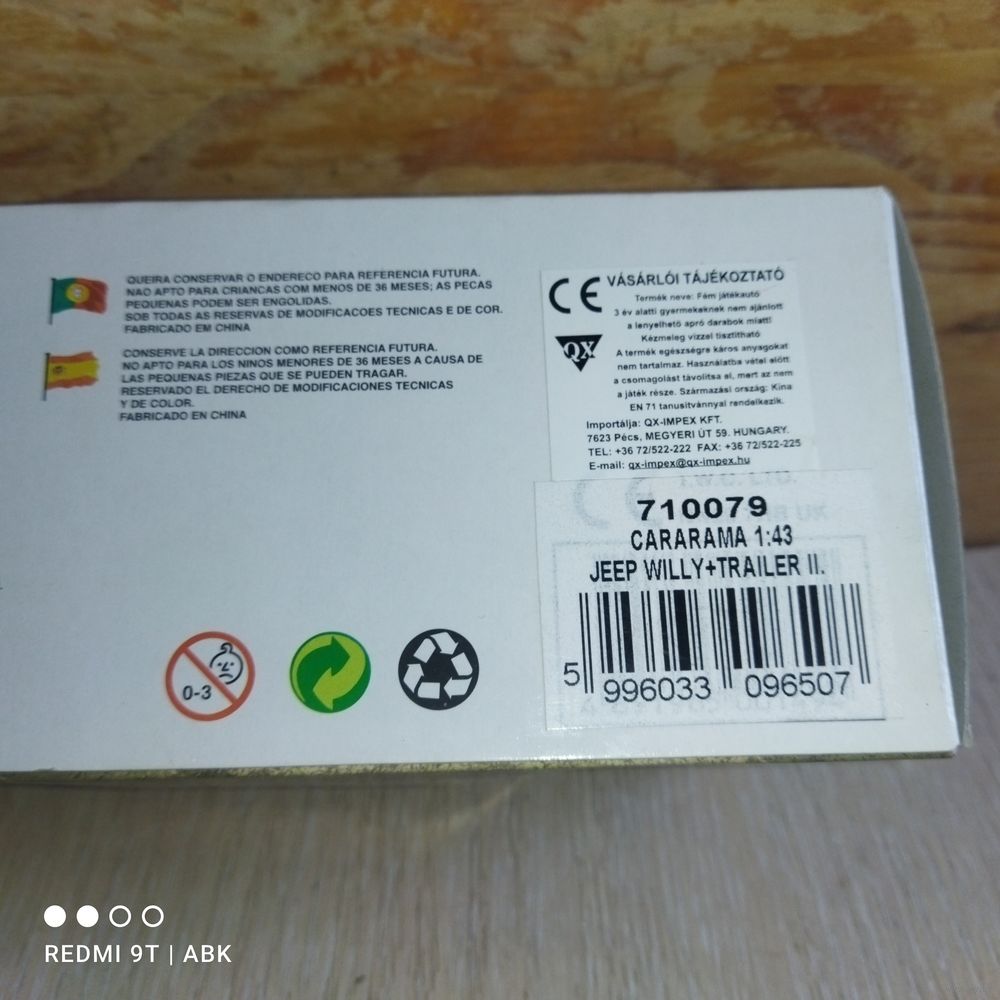 QUEIRA CONSERVAR O ENDERECO PARA REFERENCIA FUTURA.
NAO APTO PARA CRIANCAS COM MENOS DE 36 MESES; AS PECAS
PEQUENAS PODEM SER ENGOLIDAS.
SOB TODAS AS RESERVAS DE MODIFICACOES TECNICAS E DE COR.
FABRICADO EM CHINA
CONSERVE LA DIRECCION COMO REFERENCIA FUTURA.
NO APTO PARA LOS NINOS MENORES DE 36 MESES A CAUSA DE
LAS PEQUENAS PIEZAS QUE SE PUEDEN TRAGAR.
RESERVADO EL DERECHO DE MODIFICACIONES TECNICAS
Y DE COLOR.
FABRICADO EN CHINA
0-3
CE
QX
VÁSÁRLÓI TÁJÉKOZTATÓ
Termék neve: Fém játékautó
3 év alatti gyermekeknek nem ajánlott
a lenyelhető apró darabok miatt!
Kézmeleg vízzel tisztítható
A termék egészségre káros anyagokat
nem tartalmaz. Használatba vétel előtt
a csomagolást távolítsa el, mert az nem
a játék része. Származási ország: Kína
EN 71 tanusítvánnyal rendelkezik.
Importálja: QX-IMPEX KFT.
7623 Pécs, MEGYERI ÚT 59. HUNGARY.
TEL: +36 72/522-222 FAX: +36 72/522-225
E-mail: qx-impex@qx-impex.hu
710079
CARARAMA 1:43
JEEP WILLY+TRAILER II.
5 996033 096507
REDMI 9T | ABK